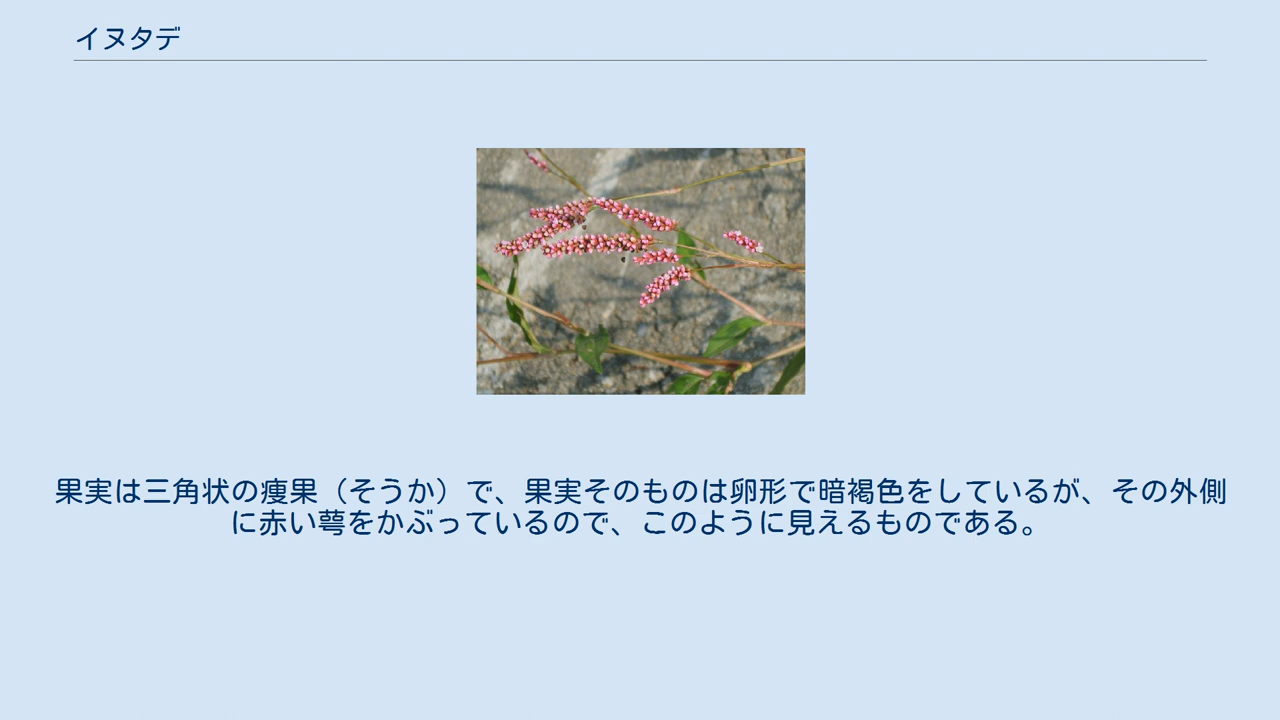 イヌタデ
果実は三角状の痩果（そうか）で、果実そのものは卵形で暗褐色をしているが、その外側
に赤い萼をかぶっているので、このように見えるものである。